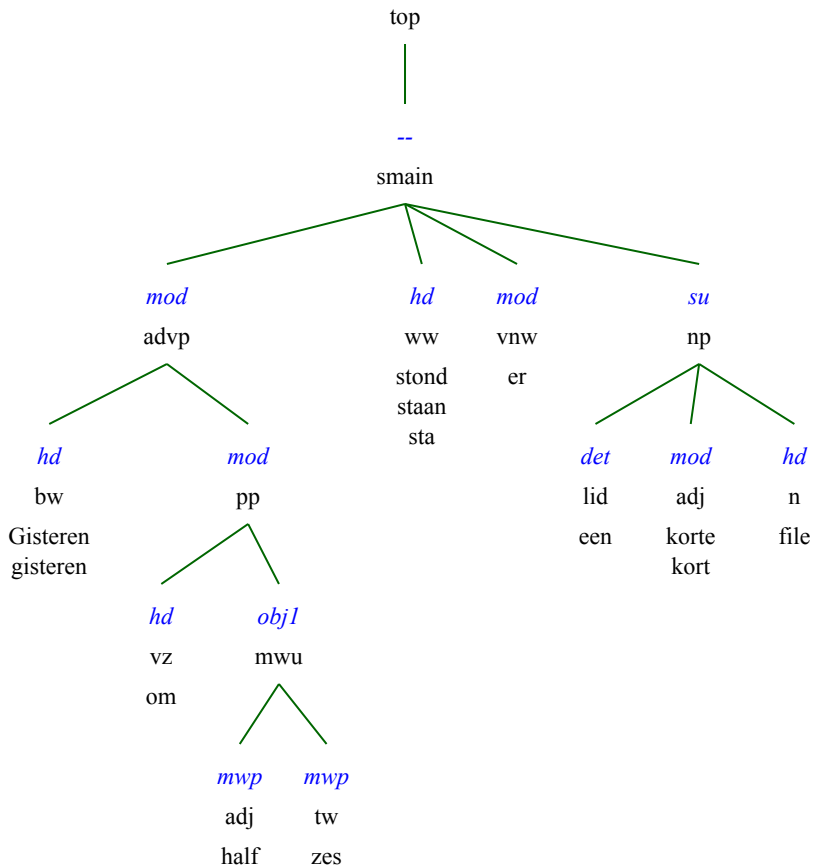 top
--
smain
mod hd mod su
advp ww vnw np
stond er
staan
sta
hd mod det mod hd
bw pp lid adj n
Gisteren een korte file
gisteren kort
hd obj1
vz mwu
om
mwp mwp
adj tw
half zes